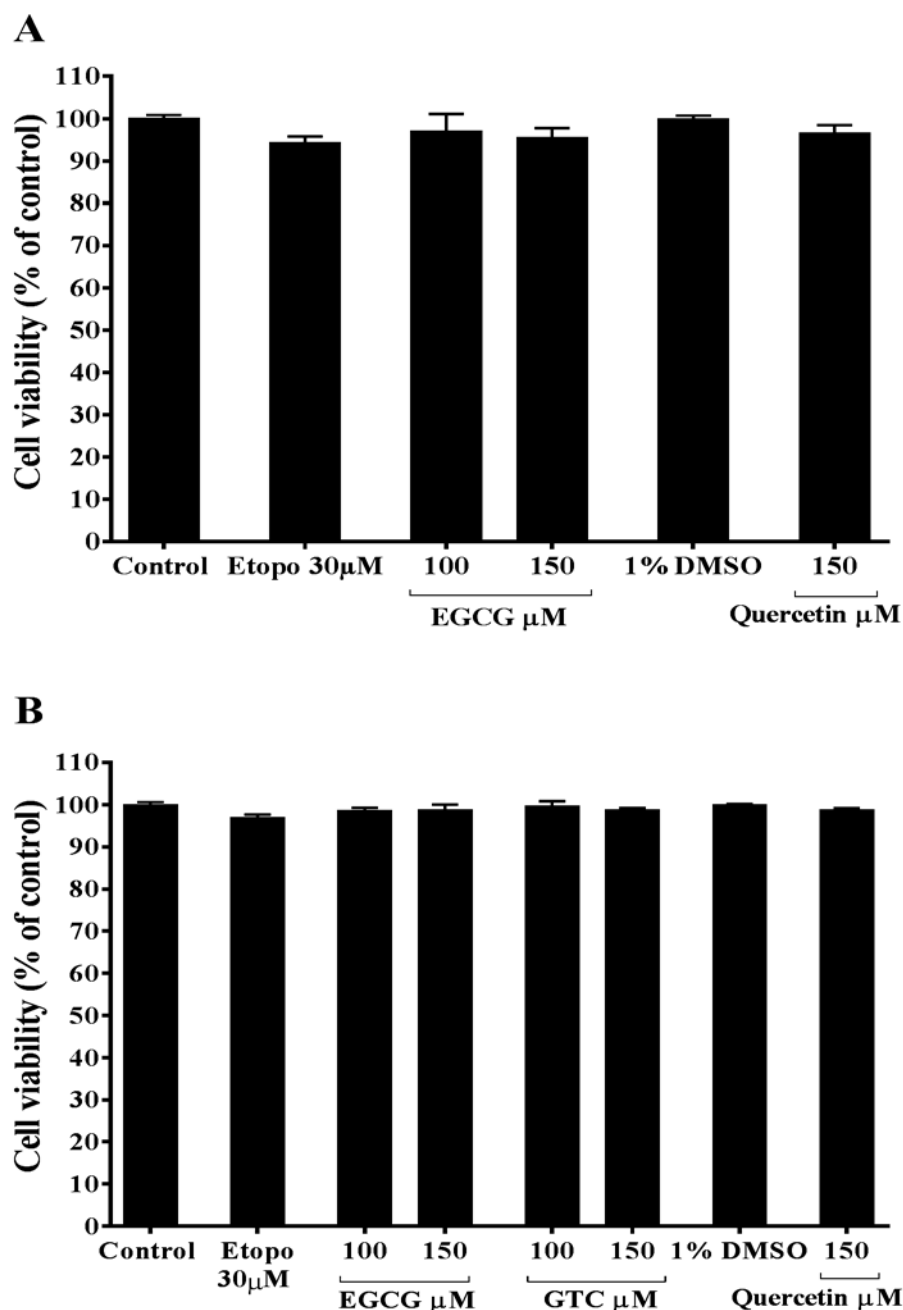 A
Cell viability (% of control)
110
100
90
80
70
60
50
40
30
20
10
0
Control Etopo 30μM 100 150 1% DMSO 150
EGCG μM Quercetin μM
B
Cell viability (% of control)
110
100
90
80
70
60
50
40
30
20
10
0
Control Etopo 100 150 100 150 1% DMSO 150
30μM
EGCG μM GTC μM Quercetin μM